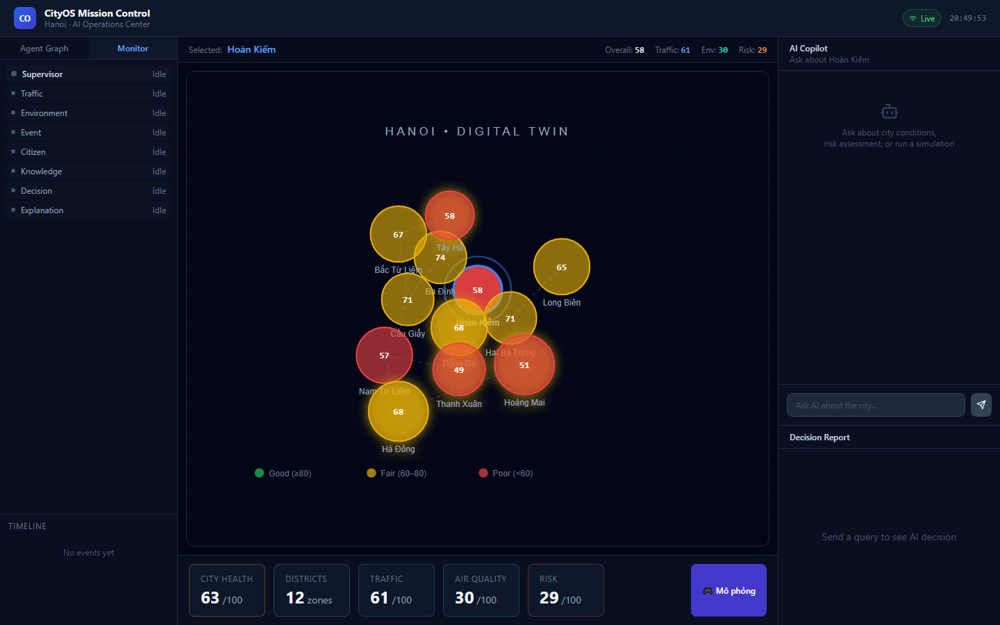 CO
CityOS Mission Control
Hanoi · AI Operations Center
Live
20:49:53
Agent Graph
Monitor
Supervisor Idle
Traffic Idle
Environment Idle
Event Idle
Citizen Idle
Knowledge Idle
Decision Idle
Explanation Idle
TIMELINE
No events yet
Selected: Hoàn Kiếm
Overall: 58 Traffic: 61 Env: 30 Risk: 29
HANOI • DIGITAL TWIN
58
Tây Hồ
67
Bắc Từ Liêm
74
Ba Đình
58
Hoàn Kiếm
65
Long Biên
71
Cầu Giấy
68
Đống Đa
71
Hai Bà Trưng
57
Nam Từ Liêm
49
Thanh Xuân
51
Hoàng Mai
68
Hà Đông
Good (≥80)
Fair (60–80)
Poor (<60)
CITY HEALTH
63 /100
DISTRICTS
12 zones
TRAFFIC
61 /100
AIR QUALITY
30 /100
RISK
29 /100
Mô phỏng
AI Copilot
Ask about Hoàn Kiếm
Ask about city conditions,
risk assessment, or run a simulation
Ask AI about the city...
Decision Report
Send a query to see AI decision